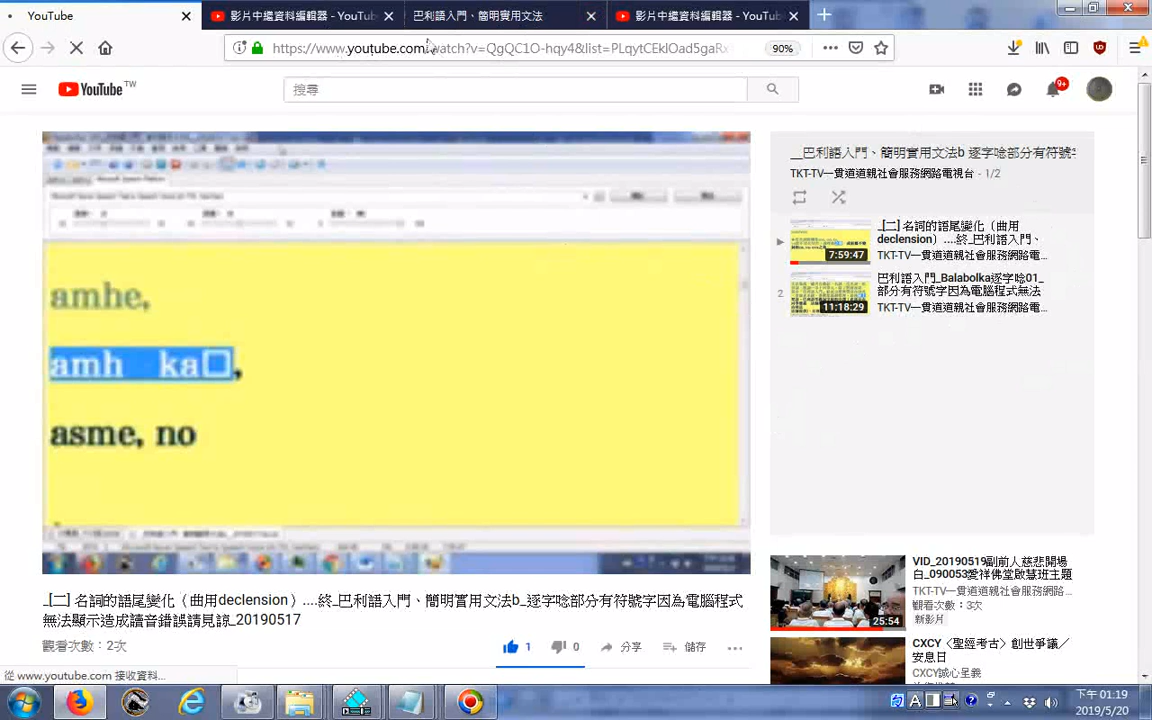 YouTube
影片中繼資料編輯器 - YouTub
巴利語入門、簡明實用文法
影片中繼資料編輯器 - YouTub
https://www.youtube.com/watch?v=QgQC1O-hqy4&list=PLqytCEklOad5gaRx
90%
YouTube TW
搜尋
9+
amhe,
amh ka□,
asme, no
__巴利語入門、簡明實用文法b 逐字唸部分有符號字
TKT-TV一貫道道親社會服務網路電視台 - 1/2
_[二] 名詞的語尾變化（曲用
declension）....終_巴利語入門、
TKT-TV一貫道道親社會服務網路電...
7:59:47
2
巴利語入門_Balabolka逐字唸01_
部分有符號字因為電腦程式無法
TKT-TV一貫道道親社會服務網路電...
11:18:29
_[二] 名詞的語尾變化（曲用declension）....終_巴利語入門、簡明實用文法b_逐字唸部分有符號字因為電腦程式
無法顯示造成讀音錯誤請見諒_20190517
觀看次數：2次
1
0
分享
儲存
VID_20190519副前人慈悲開場
白_090053愛祥佛堂啟慧班主題
TKT-TV一貫道道親社會服務網路...
觀看次數：3次
新影片
25:54
CXCY〈聖經考古〉創世爭議／
安息日
CXCY誠心呈義
從 www.youtube.com 接收資料...
下午 01:19
2019/5/20